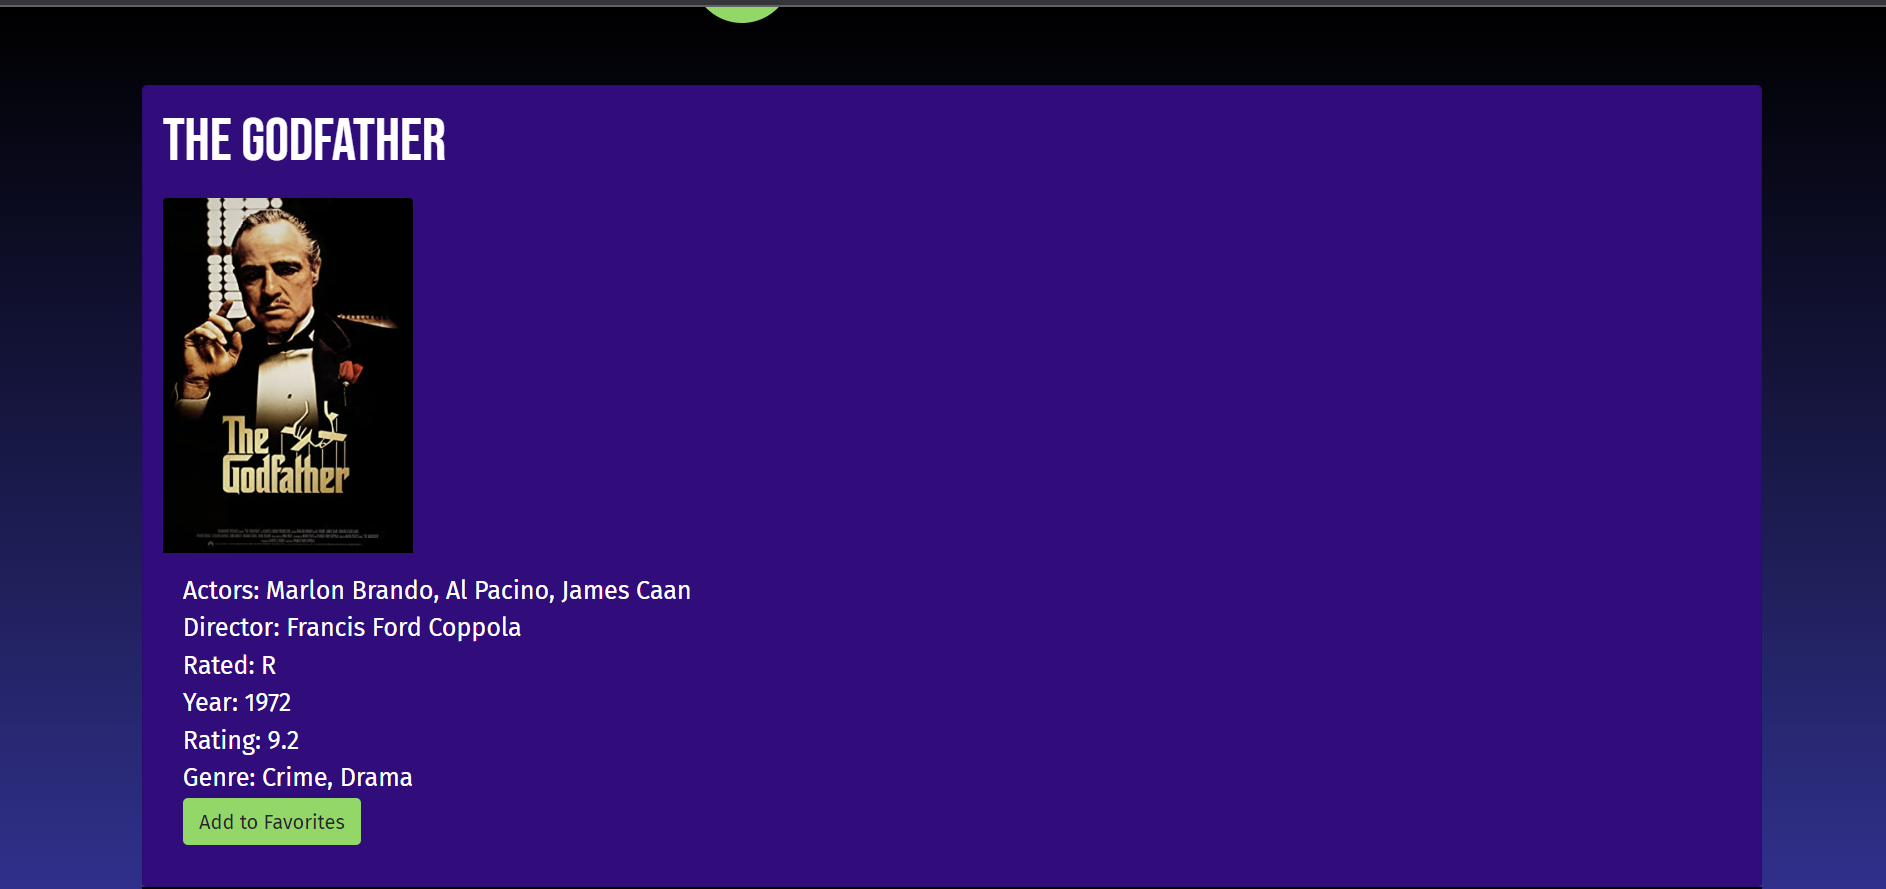 THE GODFATHER
The
Godfather
Actors: Marlon Brando, Al Pacino, James Caan
Director: Francis Ford Coppola
Rated: R
Year: 1972
Rating: 9.2
Genre: Crime, Drama
Add to Favorites